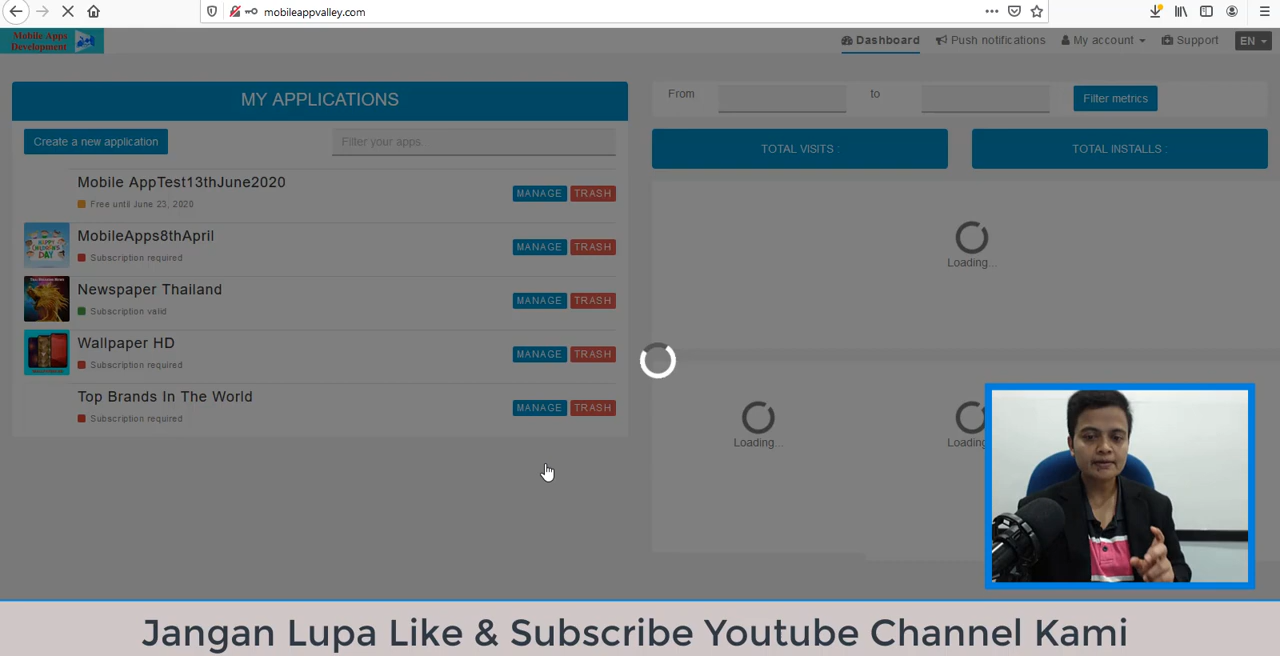 mobileappvalley.com
Mobile Apps
Development
Dashboard
Push notifications
My account
Support
EN
MY APPLICATIONS
Create a new application
Filter your apps.
Mobile AppTest13thJune2020
Free until June 23, 2020
MANAGE TRASH
MobileApps8thApril
Subscription required
MANAGE TRASH
Newspaper Thailand
Subscription valid
MANAGE TRASH
Wallpaper HD
Subscription required
MANAGE TRASH
Top Brands In The World
Subscription required
MANAGE TRASH
From
to
Filter metrics
TOTAL VISITS :
TOTAL INSTALLS :
Loading...
Loading...
Loading
Jangan Lupa Like & Subscribe Youtube Channel Kami